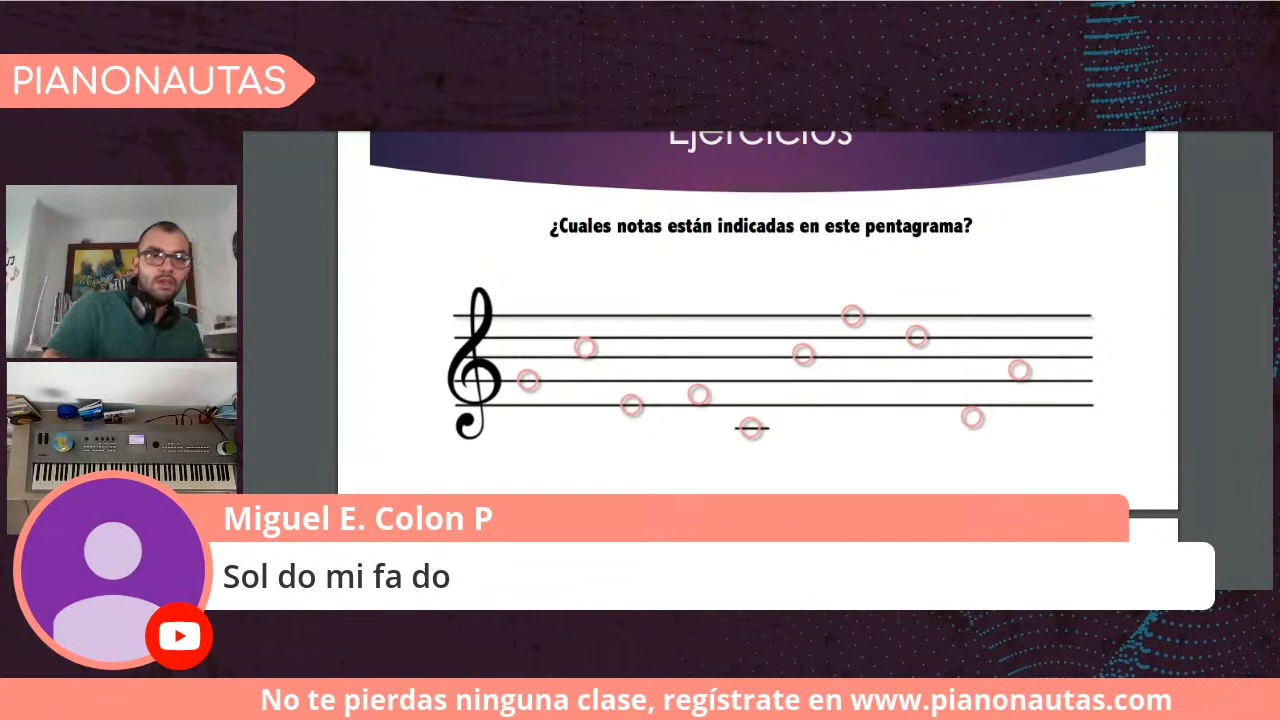 PIANONAUTAS
Ejercicios
¿Cuales notas están indicadas en este pentagrama?
Miguel E. Colon P
Sol do mi fa do
No te pierdas ninguna clase, regístrate en www.pianonautas.com